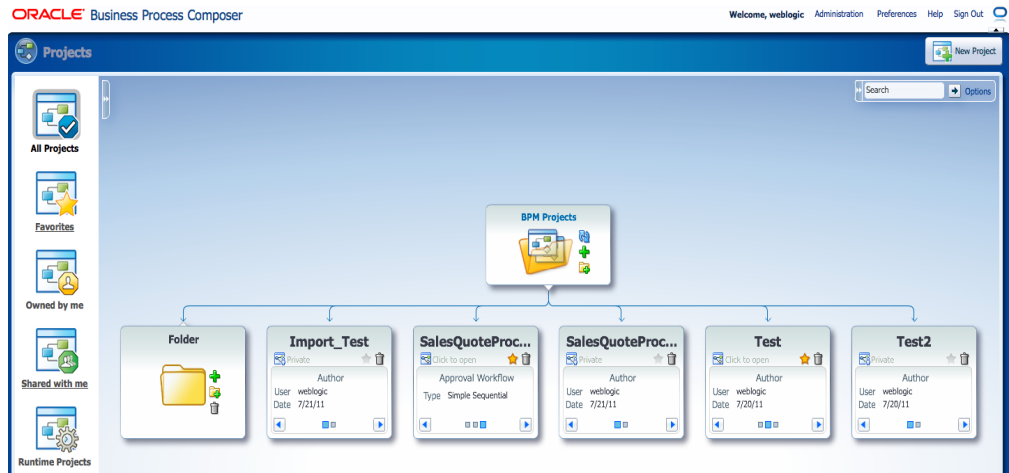 ORACLE Business Process Composer
Welcome, weblogic Administration Preferences Help Sign Out
Projects
New Project
Search
Options
All Projects
Favorites
Owned by me
Shared with me
Runtime Projects
BPM Projects
Folder
Import_Test
Private
Author
User weblogic
Date 7/21/11
SalesQuoteProc...
Click to open
Approval Workflow
Type Simple Sequential
SalesQuoteProc...
Private
Author
User weblogic
Date 7/21/11
Test
Click to open
Author
User weblogic
Date 7/20/11
Test2
Private
Author
User weblogic
Date 7/20/11